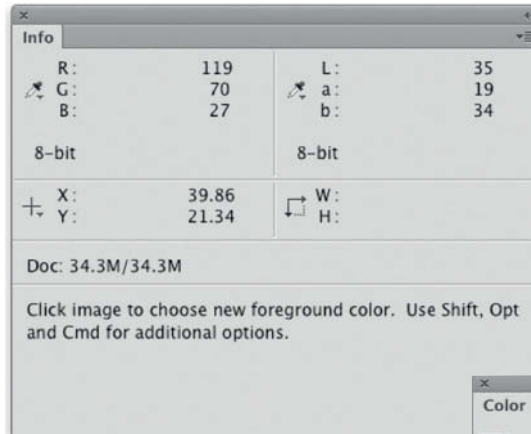 Info
R: 119 L: 35
G: 70 a: 19
B: 27 b: 34
8-bit 8-bit
X: 39.86 W:
Y: 21.34 H:
Doc: 34.3M/34.3M
Click image to choose new foreground color. Use Shift, Opt
and Cmd for additional options.
Color